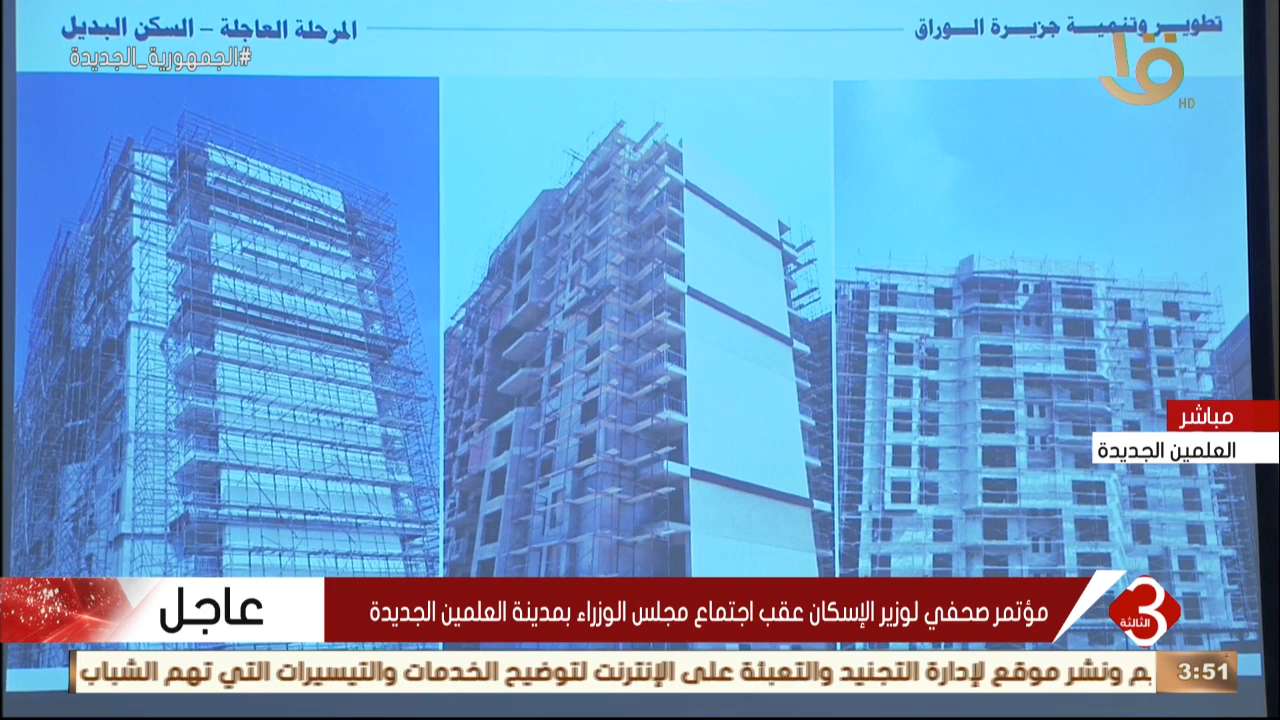 تطوير وتنمية جزيرة الوراق
المرحلة العاجلة – السكن البديل
#الجمهورية_الجديدة
HD
مباشر
العلمين الجديدة
3
الثالثة
مؤتمر صحفي لوزير الإسكان عقب اجتماع مجلس الوزراء بمدينة العلمين الجديدة
عاجل
3:51
ونشر موقع لإدارة التجنيد والتعبئة على الإنترنت لتوضيح الخدمات والتيسيرات التي تهم الشباب